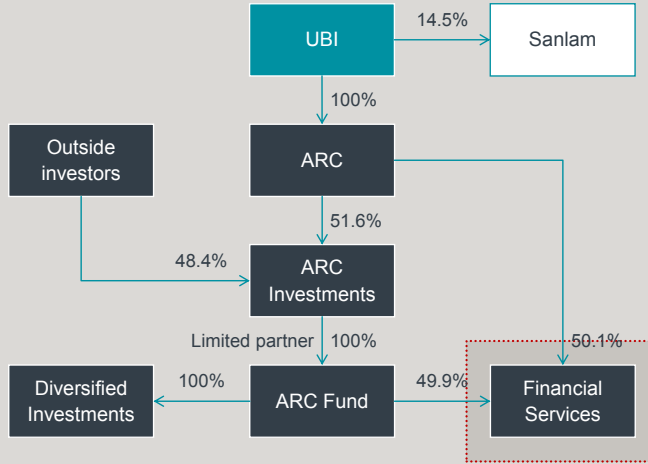 UBI
14.5%
Sanlam
100%
Outside
investors
ARC
51.6%
48.4%
ARC
Investments
Limited partner
100%
50.1%
Diversified
Investments
100%
ARC Fund
49.9%
Financial
Services